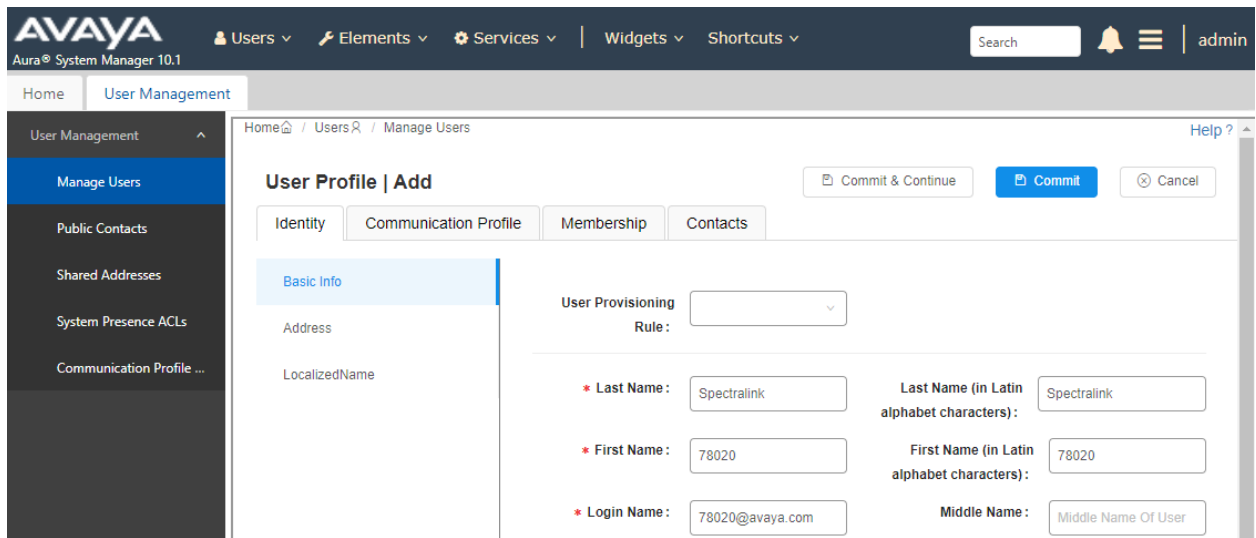 AVAYA
Aura® System Manager 10.1
Users Elements Services | Widgets Shortcuts Search | admin
Home User Management
User Management
Manage Users
Public Contacts
Shared Addresses
System Presence ACLs
Communication Profile ...
Home / Users / Manage Users
Help ?
User Profile | Add
Commit & Continue Commit Cancel
Identity Communication Profile Membership Contacts
Basic Info
Address
LocalizedName
User Provisioning
Rule :
* Last Name : Spectralink
Last Name (in Latin
alphabet characters) : Spectralink
* First Name : 78020
First Name (in Latin
alphabet characters) : 78020
* Login Name : 78020@avaya.com
Middle Name : Middle Name Of User